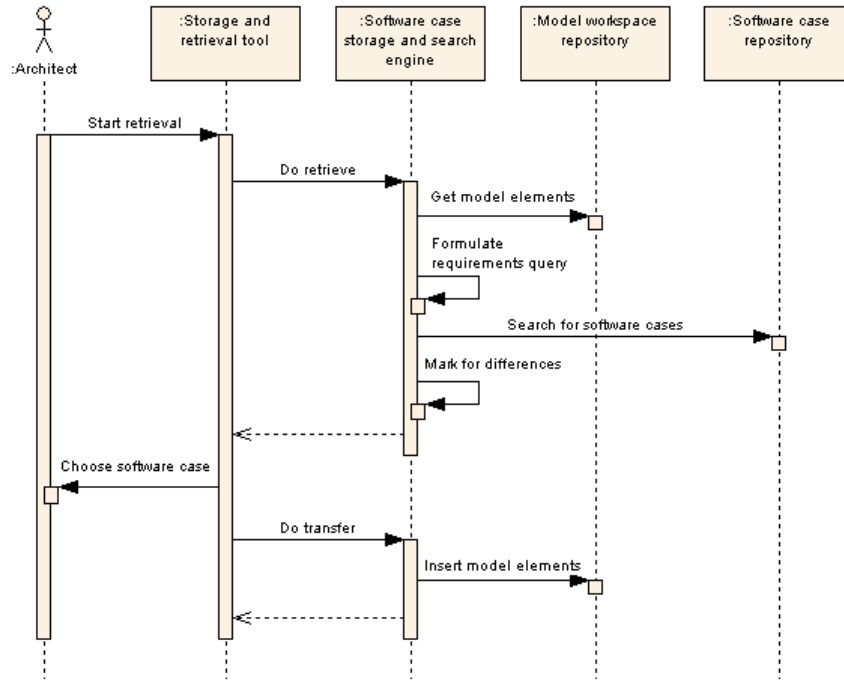 :Architect
:Storage and
retrieval tool
:Software case
storage and search
engine
:Model workspace
repository
:Software case
repository
Start retrieval
Do retrieve
Get model elements
Formulate
requirements query
Search for software cases
Mark for differences
Choose software case
Do transfer
Insert model elements